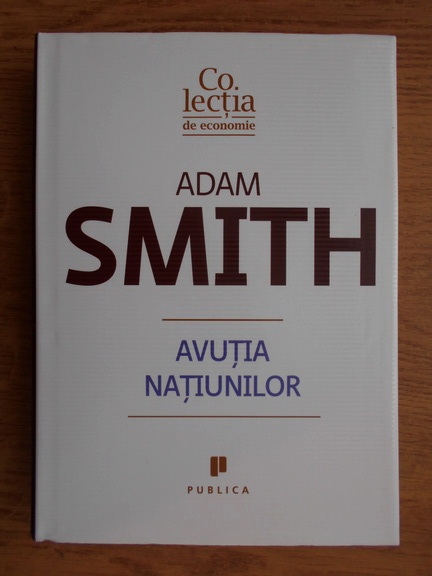 Co.
lecția
de economie
ADAM
SMITH
AVUȚIA
NAȚIUNILOR
PUBLICA